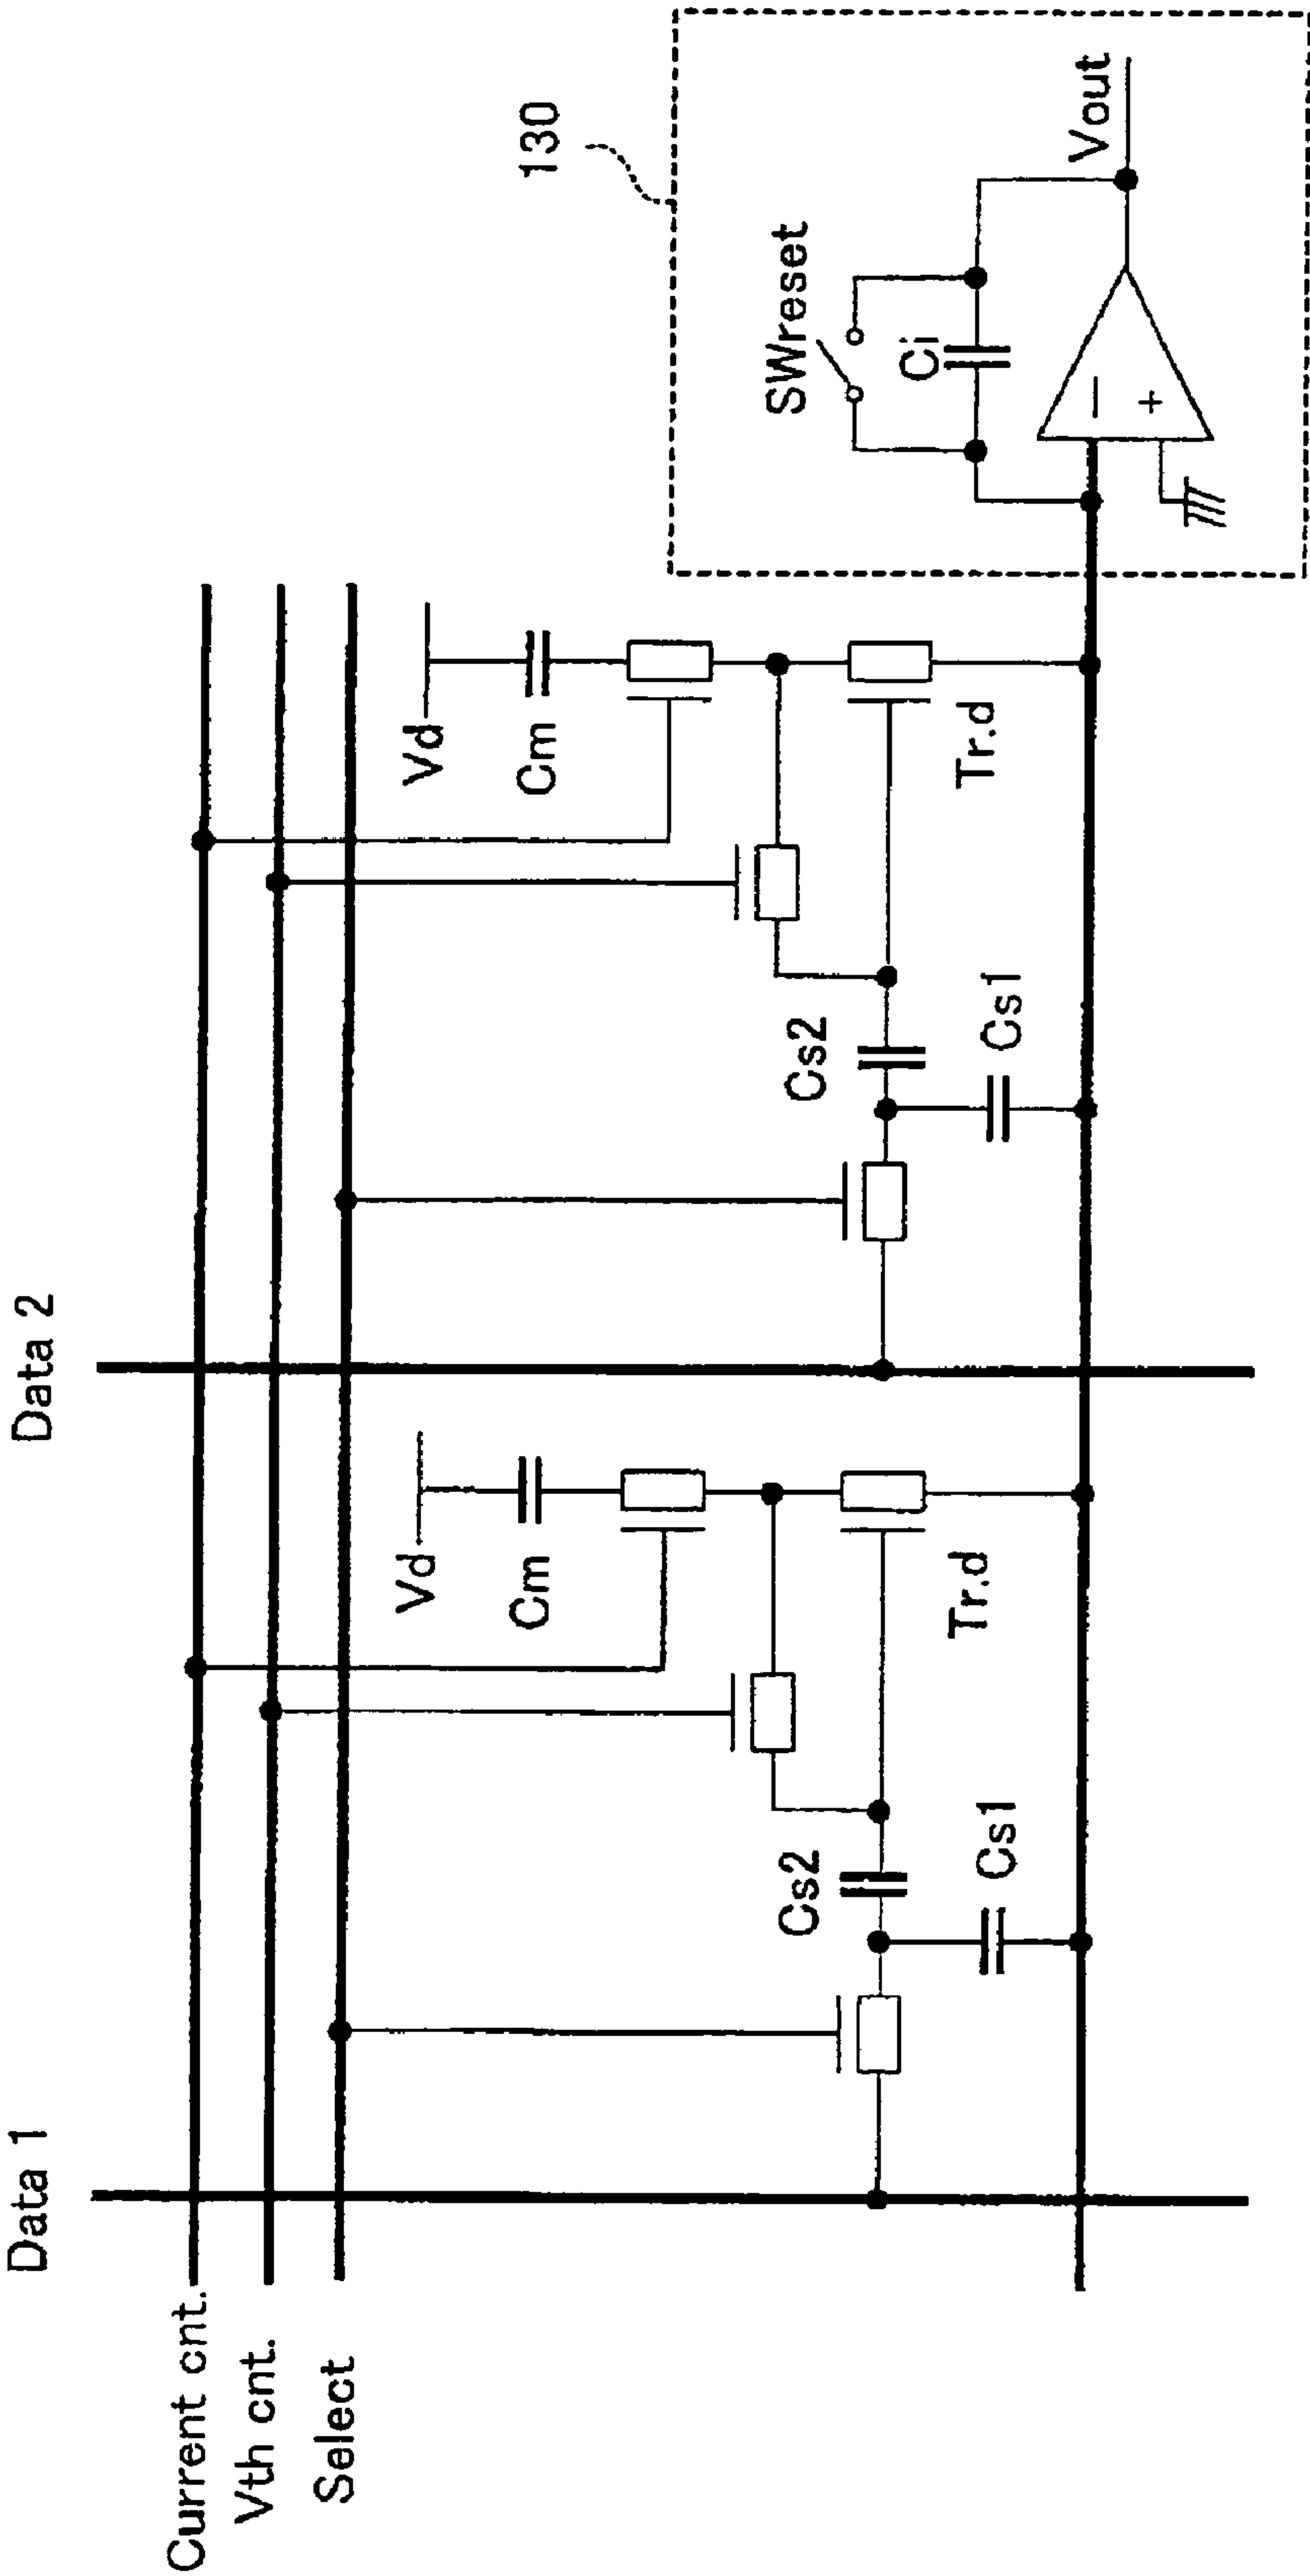 Data 1
Data 2
Current cnt.
Vth cnt.
Select
Vd
Cm
Tr.d
Cs2
Cs1
Vd
Cm
Tr.d
Cs2
Cs1
130
SWreset
Ci
Vout
−
+